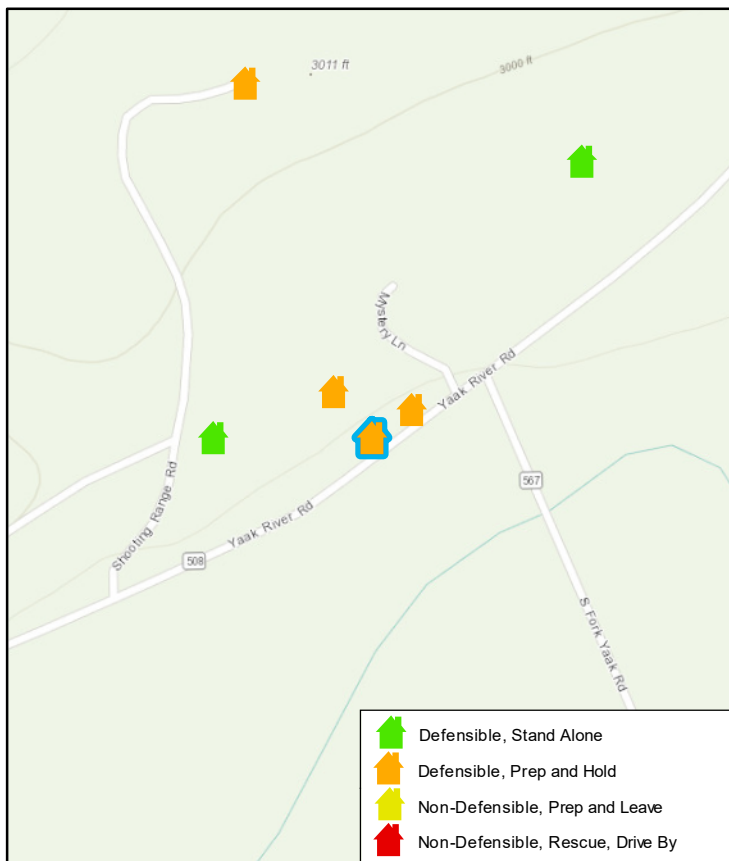 3011 ft
3000 ft
Mystery Ln
Yaak River Rd
567
Shooting Range Rd
Yaak River Rd
508
S Fork Yaak Rd
Defensible, Stand Alone
Defensible, Prep and Hold
Non-Defensible, Prep and Leave
Non-Defensible, Rescue, Drive By